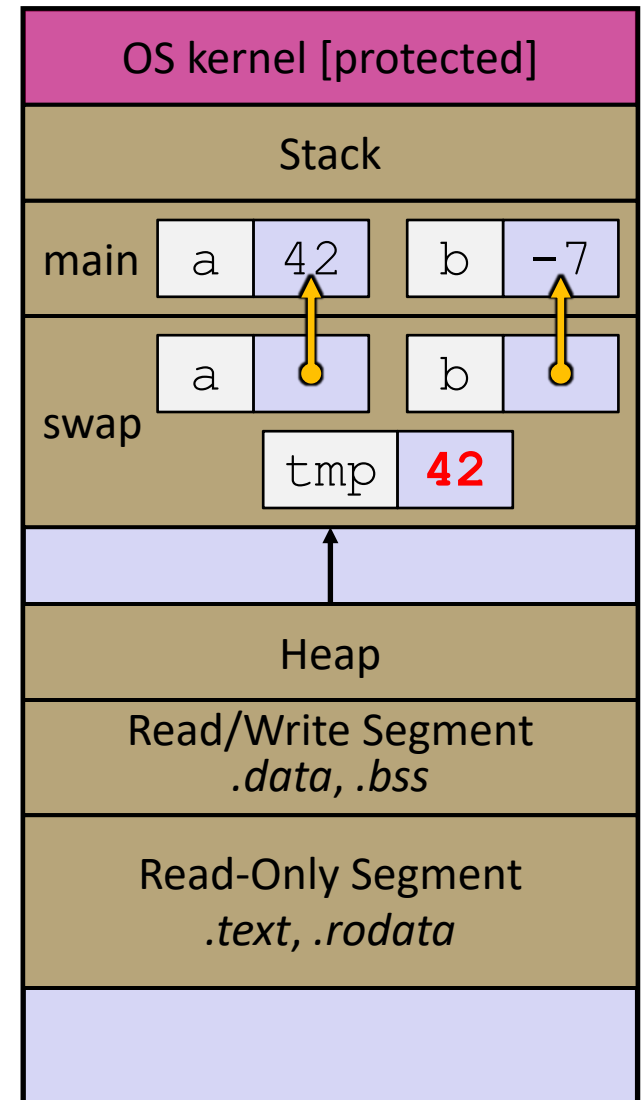 OS kernel [protected]
Stack
main a 42 b -7
swap a b
tmp 42
Heap
Read/Write Segment
.data, .bss
Read-Only Segment
.text, .rodata